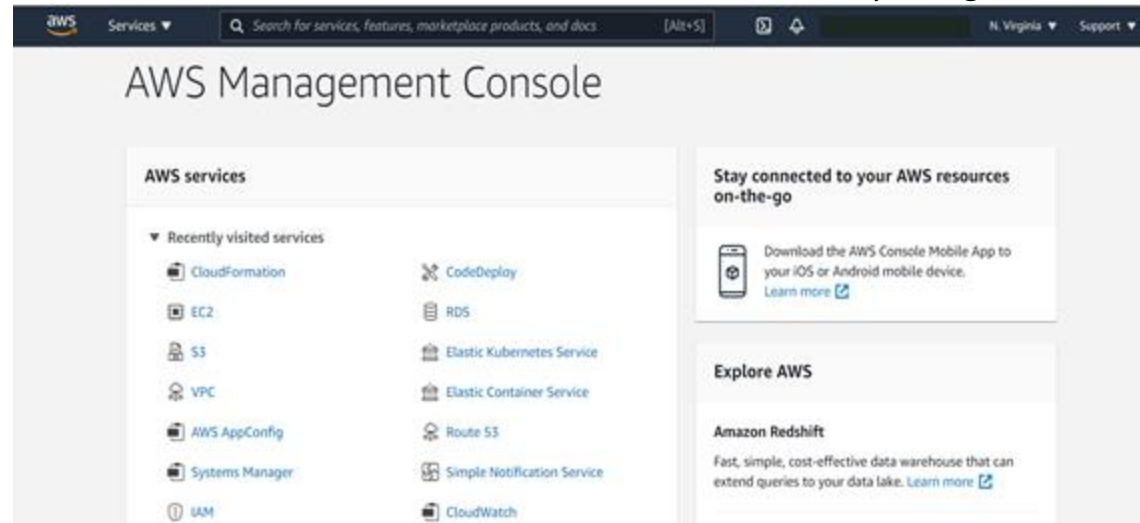 aws
Services ▼
Search for services, features, marketplace products, and docs
[Alt+S]
N. Virginia ▼
Support ▼
AWS Management Console
AWS services
▼ Recently visited services
CloudFormation
EC2
S3
VPC
AWS AppConfig
Systems Manager
IAM
CodeDeploy
RDS
Elastic Kubernetes Service
Elastic Container Service
Route 53
Simple Notification Service
CloudWatch
Stay connected to your AWS resources
on-the-go
Download the AWS Console Mobile App to
your iOS or Android mobile device.
Learn more
Explore AWS
Amazon Redshift
Fast, simple, cost-effective data warehouse that can
extend queries to your data lake. Learn more